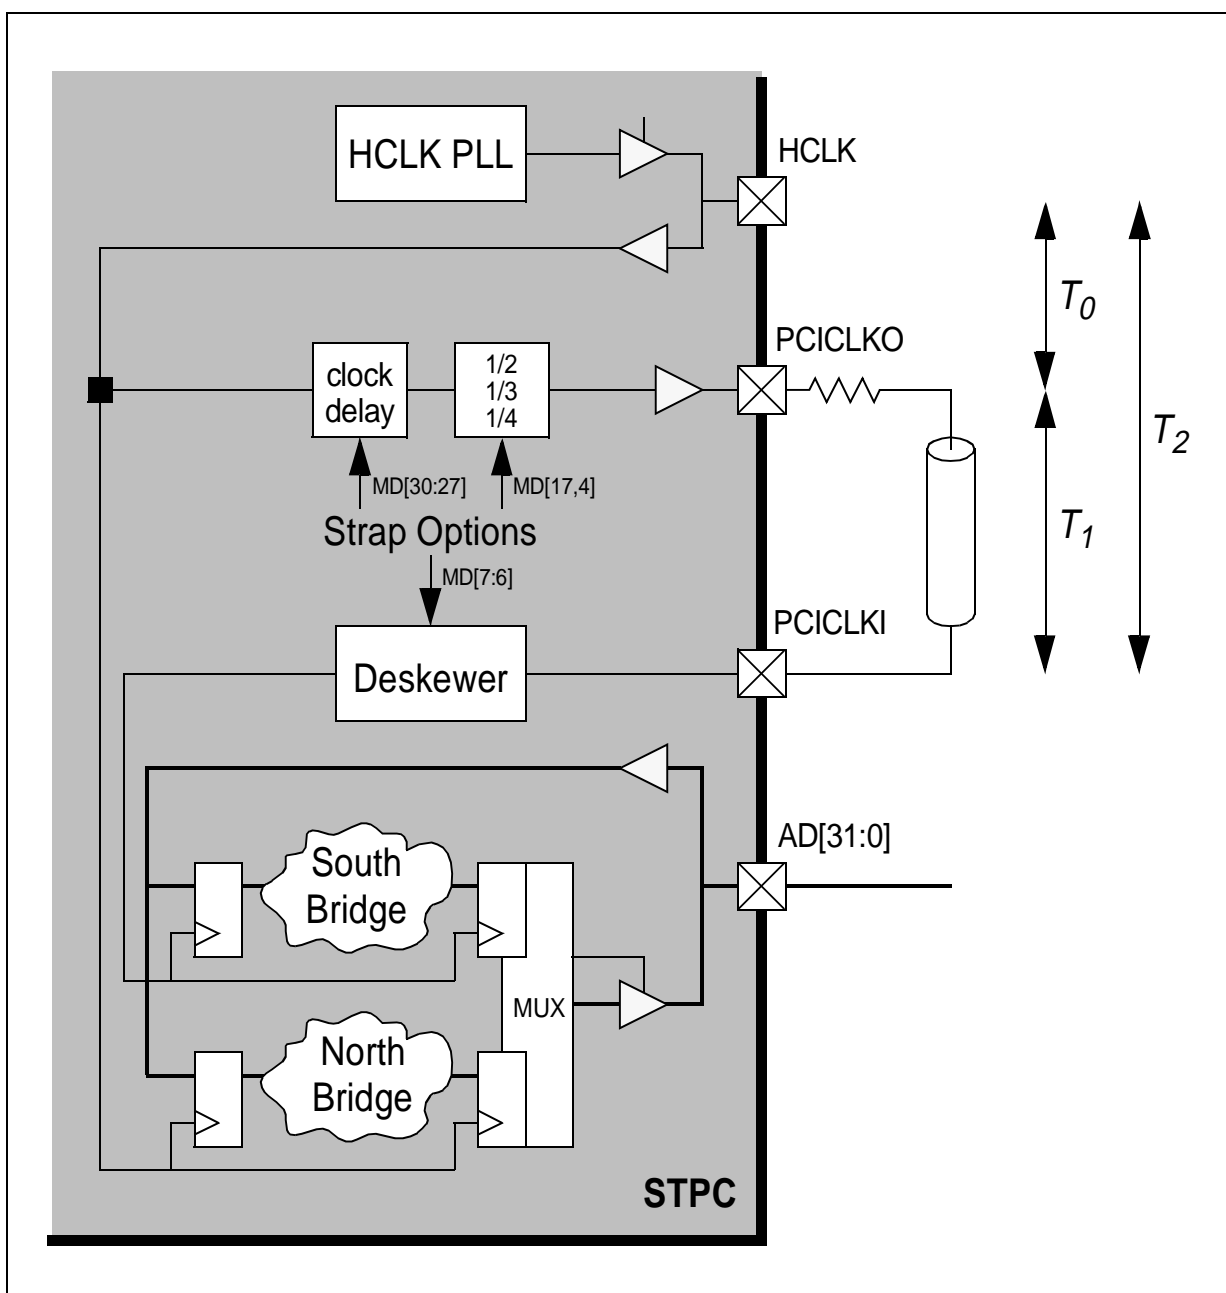 HCLK PLL
HCLK
T0
PCICLKO
clock
delay
1/2
1/3
1/4
T2
MD[30:27]
MD[17,4]
Strap Options
T1
MD[7:6]
PCICLKI
Deskewer
AD[31:0]
South
Bridge
MUX
North
Bridge
STPC